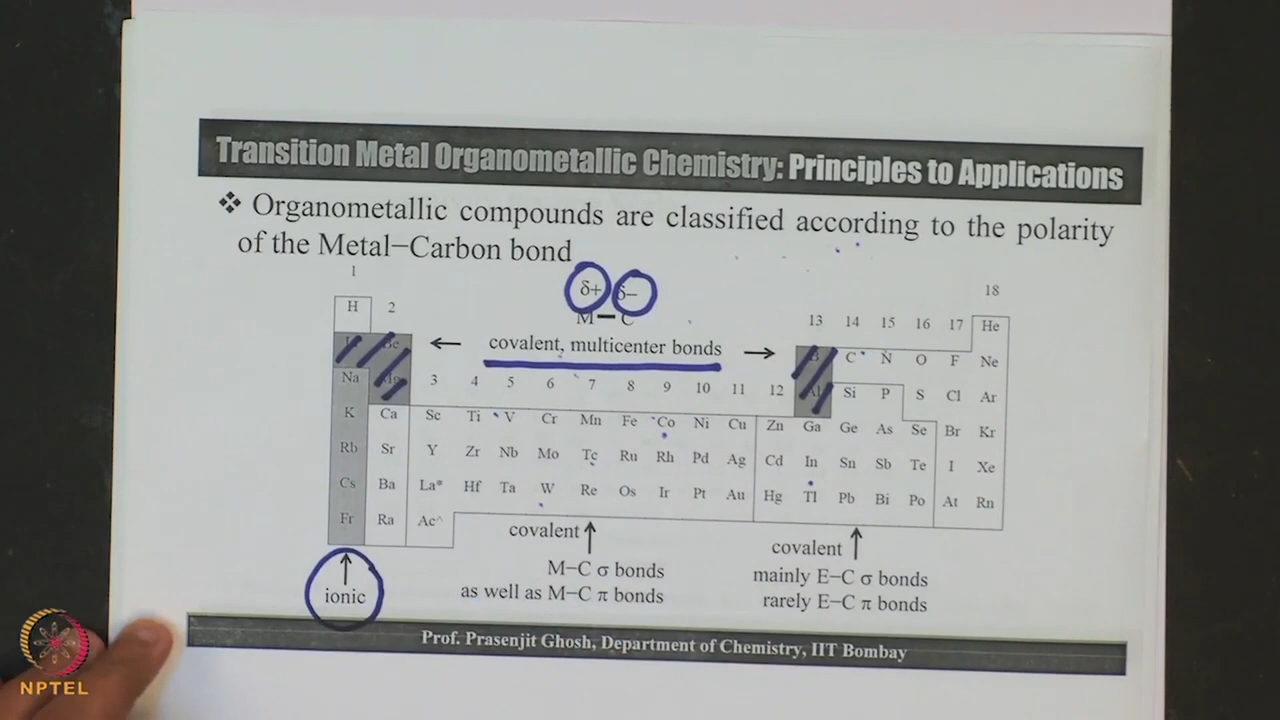 Transition Metal Organometallic Chemistry: Principles to Applications
❖ Organometallic compounds are classified according to the polarity
of the Metal−Carbon bond
1
18
δ+ δ−
H 2 M−C 13 14 15 16 17 He
Li Be ← covalent, multicenter bonds → B C N O F Ne
Na Mg 3 4 5 6 7 8 9 10 11 12 Al Si P S Cl Ar
K Ca Sc Ti V Cr Mn Fe Co Ni Cu Zn Ga Ge As Se Br Kr
Rb Sr Y Zr Nb Mo Tc Ru Rh Pd Ag Cd In Sn Sb Te I Xe
Cs Ba La* Hf Ta W Re Os Ir Pt Au Hg Tl Pb Bi Po At Rn
Fr Ra Ac^
covalent ↑
M−C σ bonds
as well as M−C π bonds
covalent ↑
mainly E−C σ bonds
rarely E−C π bonds
↑
ionic
Prof. Prasenjit Ghosh, Department of Chemistry, IIT Bombay
NPTEL